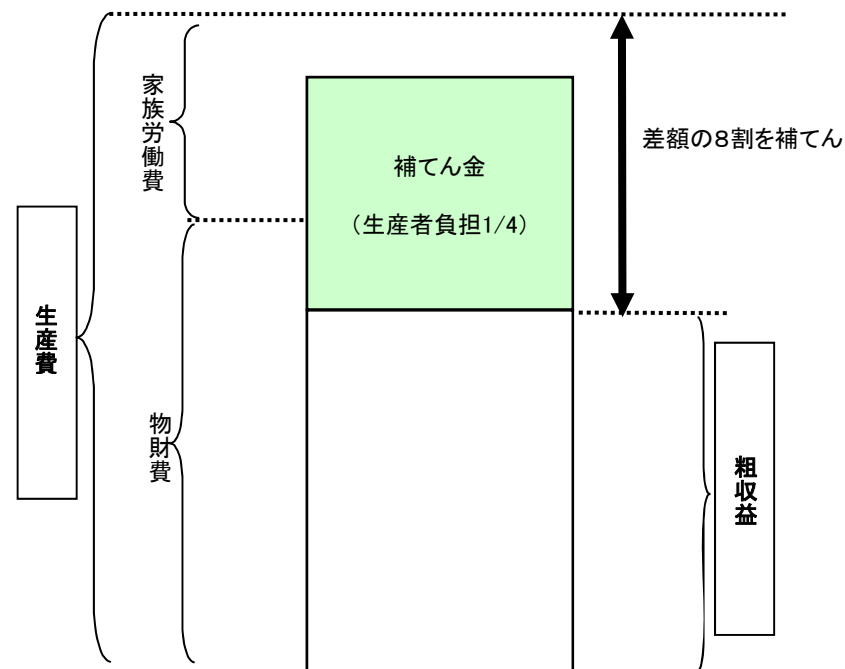 家族労働費
差額の8割を補てん
補てん金
（生産者負担1/4）
生産費
物財費
粗収益